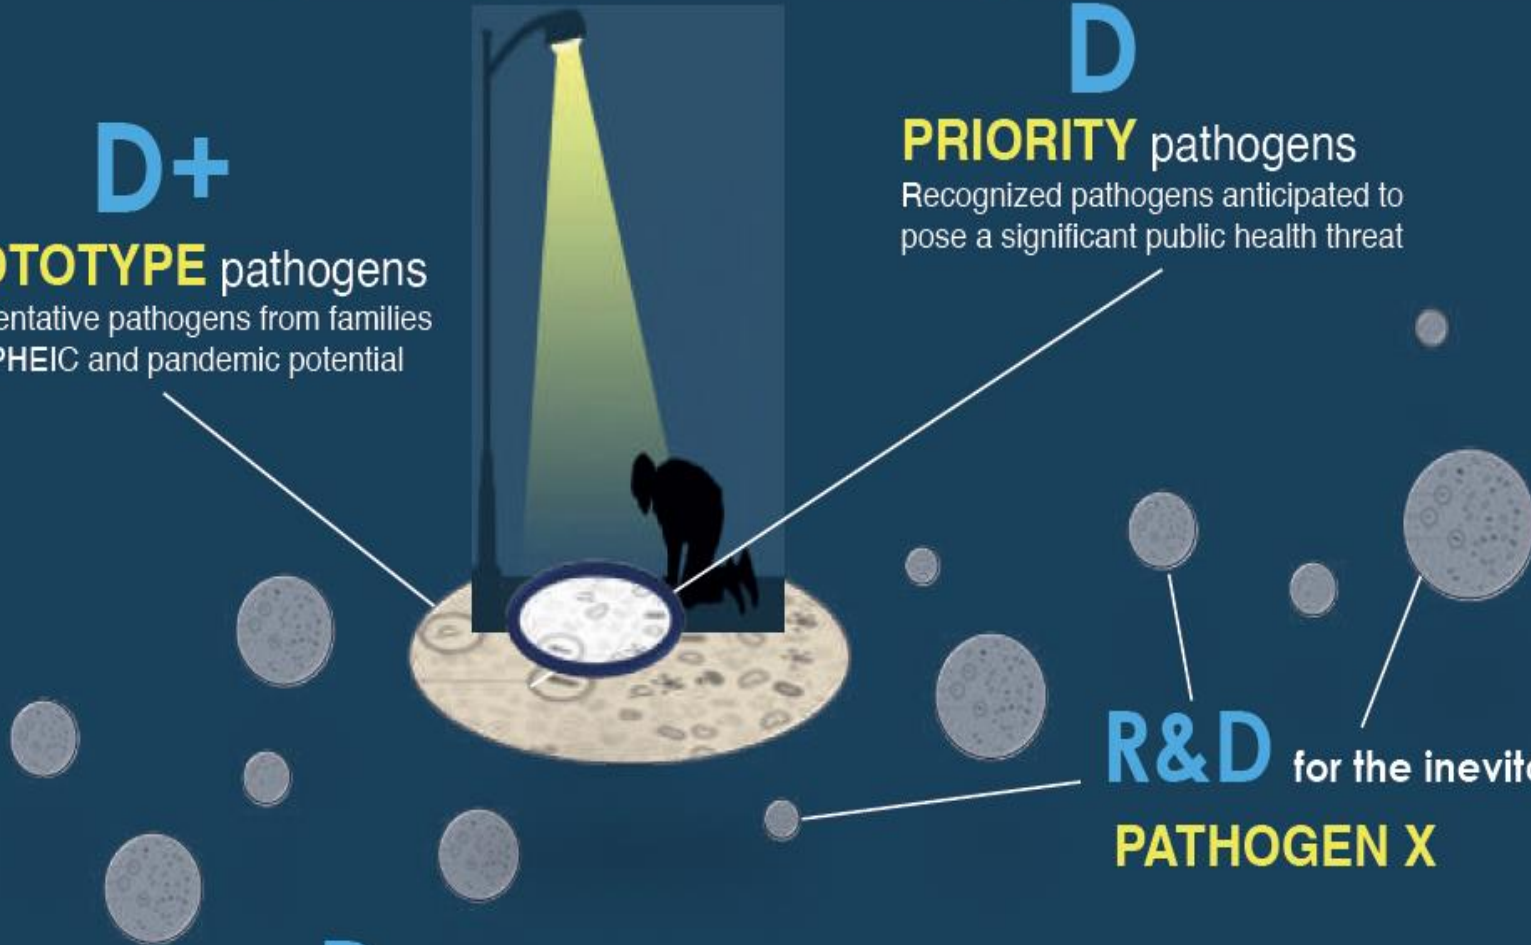 D
PRIORITY pathogens
Recognized pathogens anticipated to
pose a significant public health threat
D+
OTOTYPE pathogens
entative pathogens from families
PHEIC and pandemic potential
R&D for the inevit
PATHOGEN X